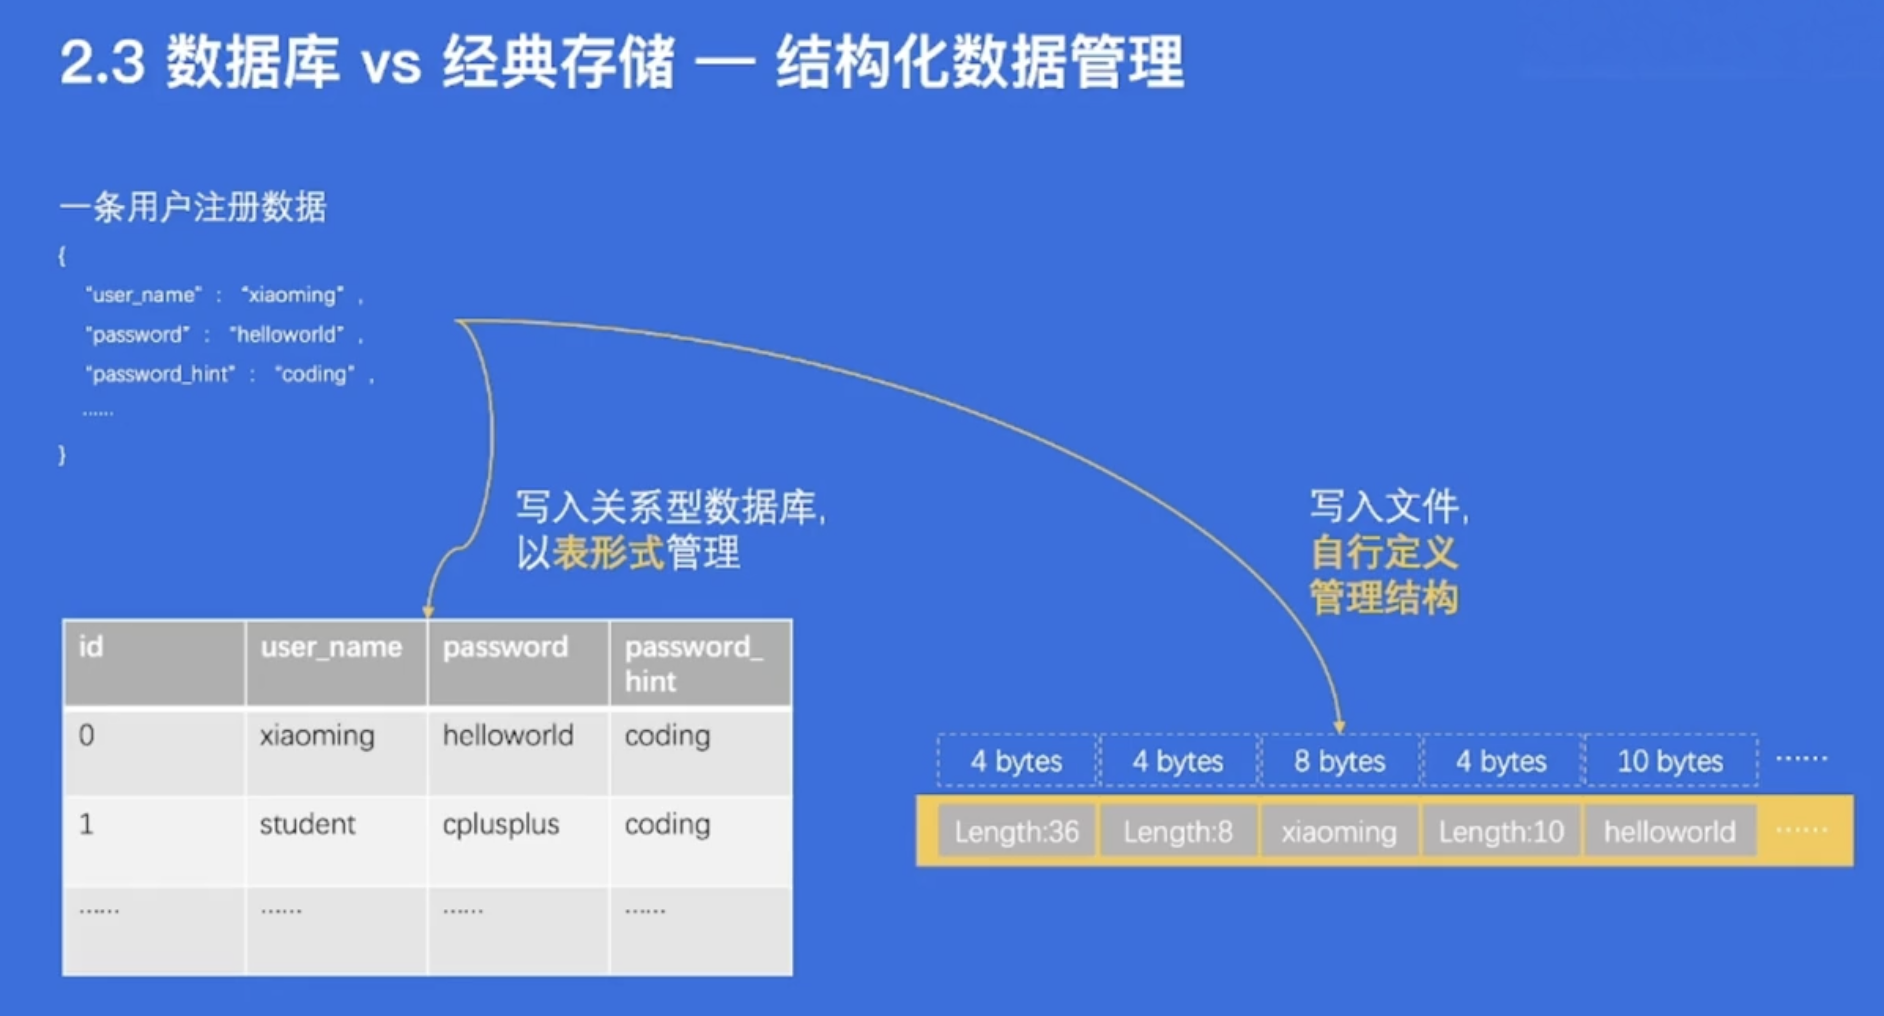 2.3 数据库 vs 经典存储 — 结构化数据管理
一条用户注册数据
{
“user_name” : “xiaoming” ,
“password” : “helloworld” ,
“password_hint” : “coding” ,
......
}
写入关系型数据库,
以表形式管理
写入文件,
自行定义
管理结构
id user_name password password_
hint
0 xiaoming helloworld coding
1 student cplusplus coding
...... ...... ...... ......
4 bytes 4 bytes 8 bytes 4 bytes 10 bytes ......
Length:36 Length:8 xiaoming Length:10 helloworld ......